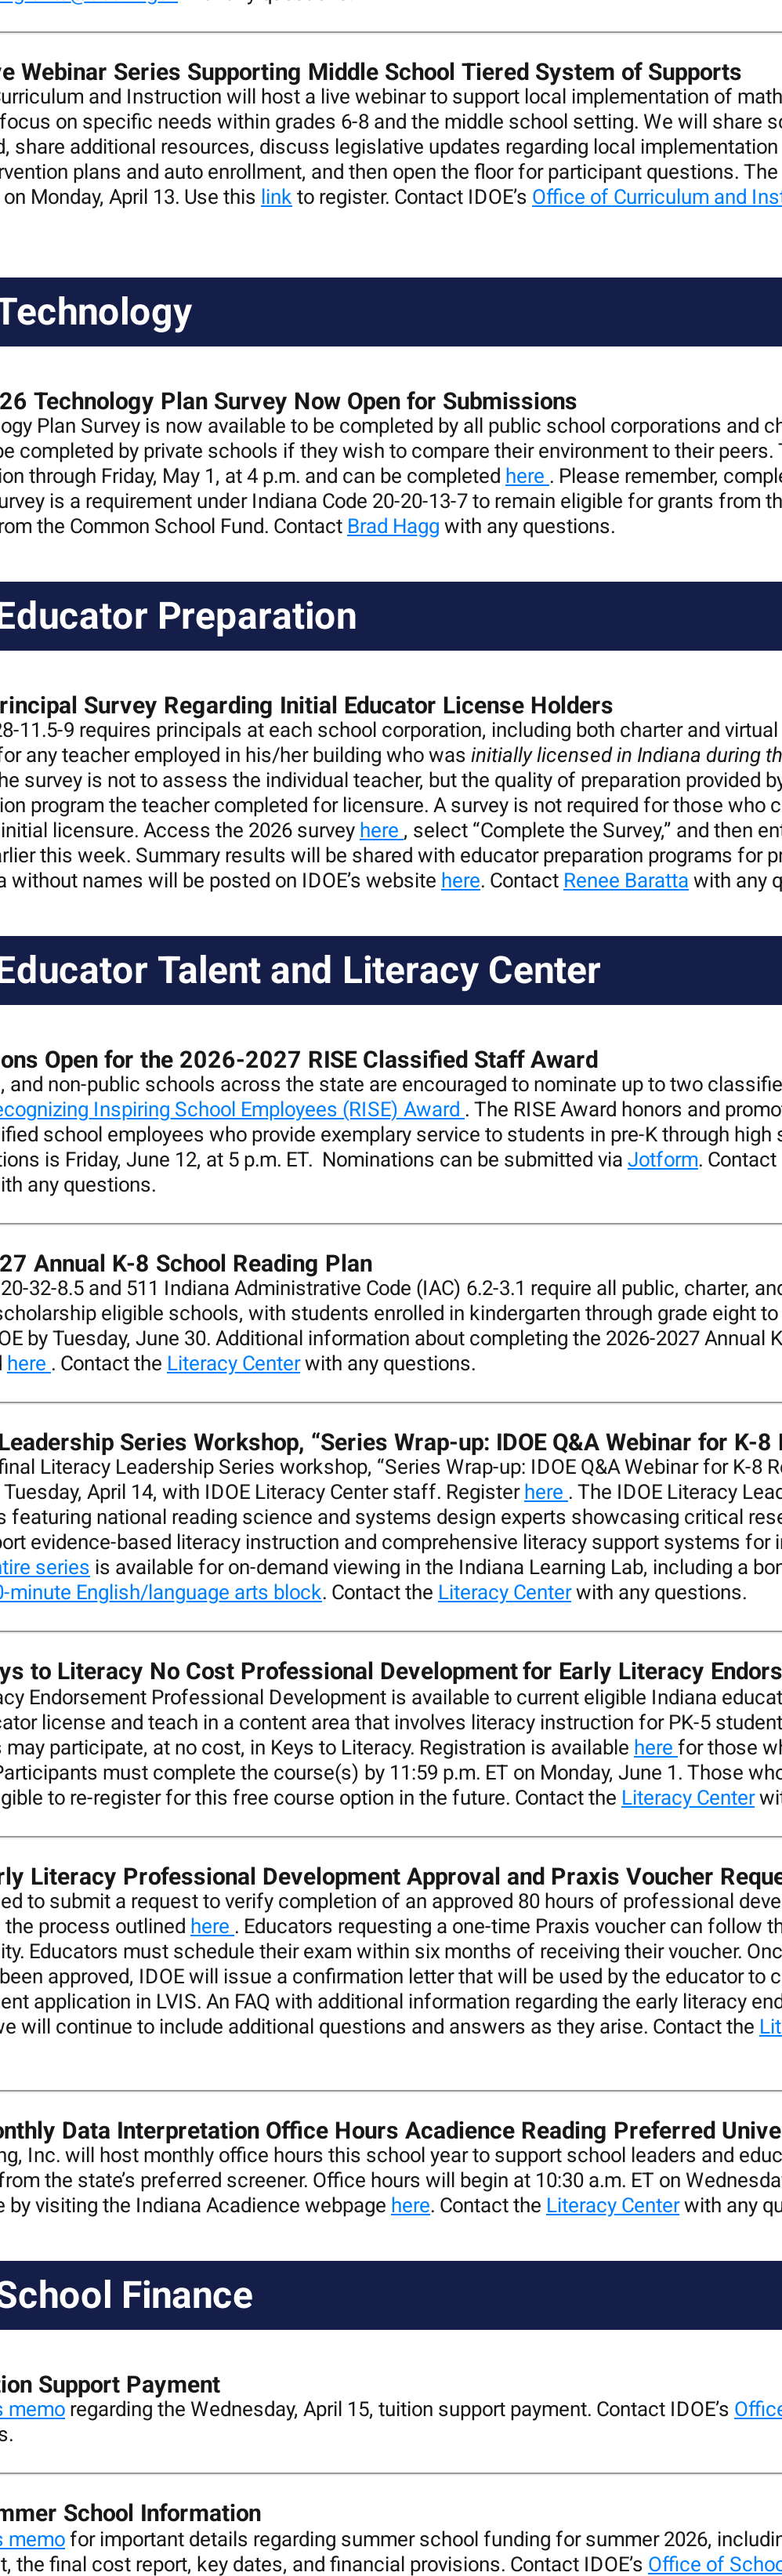 ve Webinar Series Supporting Middle School Tiered System of Supports
Curriculum and Instruction will host a live webinar to support local implementation of math
focus on specific needs within grades 6-8 and the middle school setting. We will share
share additional resources, discuss legislative updates regarding local implementation
rvention plans and auto enrollment, and then open the floor for participant questions. The
on Monday, April 13. Use this link to register. Contact IDOE’s Office of Curriculum and Inst
Technology
26 Technology Plan Survey Now Open for Submissions
ogy Plan Survey is now available to be completed by all public school corporations and ch
be completed by private schools if they wish to compare their environment to their peers.
ion through Friday, May 1, at 4 p.m. and can be completed here . Please remember, comple
urvey is a requirement under Indiana Code 20-20-13-7 to remain eligible for grants from th
rom the Common School Fund. Contact Brad Hagg with any questions.
Educator Preparation
rincipal Survey Regarding Initial Educator License Holders
28-11.5-9 requires principals at each school corporation, including both charter and virtual
for any teacher employed in his/her building who was initially licensed in Indiana during th
he survey is not to assess the individual teacher, but the quality of preparation provided by
ion program the teacher completed for licensure. A survey is not required for those who c
initial licensure. Access the 2026 survey here , select “Complete the Survey,” and then ent
arlier this week. Summary results will be shared with educator preparation programs for pr
a without names will be posted on IDOE’s website here. Contact Renee Baratta with any q
Educator Talent and Literacy Center
ons Open for the 2026-2027 RISE Classified Staff Award
, and non-public schools across the state are encouraged to nominate up to two classifie
ecognizing Inspiring School Employees (RISE) Award . The RISE Award honors and promo
ified school employees who provide exemplary service to students in pre-K through high s
tions is Friday, June 12, at 5 p.m. ET. Nominations can be submitted via Jotform. Contact
ith any questions.
27 Annual K-8 School Reading Plan
20-32-8.5 and 511 Indiana Administrative Code (IAC) 6.2-3.1 require all public, charter, and
scholarship eligible schools, with students enrolled in kindergarten through grade eight to
OE by Tuesday, June 30. Additional information about completing the 2026-2027 Annual K
here . Contact the Literacy Center with any questions.
Leadership Series Workshop, “Series Wrap-up: IDOE Q&A Webinar for K-8
final Literacy Leadership Series workshop, “Series Wrap-up: IDOE Q&A Webinar for K-8 Re
Tuesday, April 14, with IDOE Literacy Center staff. Register here . The IDOE Literacy Lead
s featuring national reading science and systems design experts showcasing critical rese
port evidence-based literacy instruction and comprehensive literacy support systems for i
ntire series is available for on-demand viewing in the Indiana Learning Lab, including a bon
0-minute English/language arts block. Contact the Literacy Center with any questions.
ys to Literacy No Cost Professional Development for Early Literacy Endors
acy Endorsement Professional Development is available to current eligible Indiana educat
cator license and teach in a content area that involves literacy instruction for PK-5 student
s may participate, at no cost, in Keys to Literacy. Registration is available here for those wh
Participants must complete the course(s) by 11:59 p.m. ET on Monday, June 1. Those who
gible to re-register for this free course option in the future. Contact the Literacy Center wit
rly Literacy Professional Development Approval and Praxis Voucher Reque
ed to submit a request to verify completion of an approved 80 hours of professional deve
the process outlined here . Educators requesting a one-time Praxis voucher can follow th
ity. Educators must schedule their exam within six months of receiving their voucher. Onc
been approved, IDOE will issue a confirmation letter that will be used by the educator to c
ent application in LVIS. An FAQ with additional information regarding the early literacy end
ve will continue to include additional questions and answers as they arise. Contact the Lit
onthly Data Interpretation Office Hours Acadience Reading Preferred Unive
ng, Inc. will host monthly office hours this school year to support school leaders and educ
from the state’s preferred screener. Office hours will begin at 10:30 a.m. ET on Wednesda
e by visiting the Indiana Acadience webpage here. Contact the Literacy Center with any qu
School Finance
tion Support Payment
s memo regarding the Wednesday, April 15, tuition support payment. Contact IDOE’s Office
s.
mmer School Information
s memo for important details regarding summer school funding for summer 2026, includin
t, the final cost report, key dates, and financial provisions. Contact IDOE’s Office of Schoo